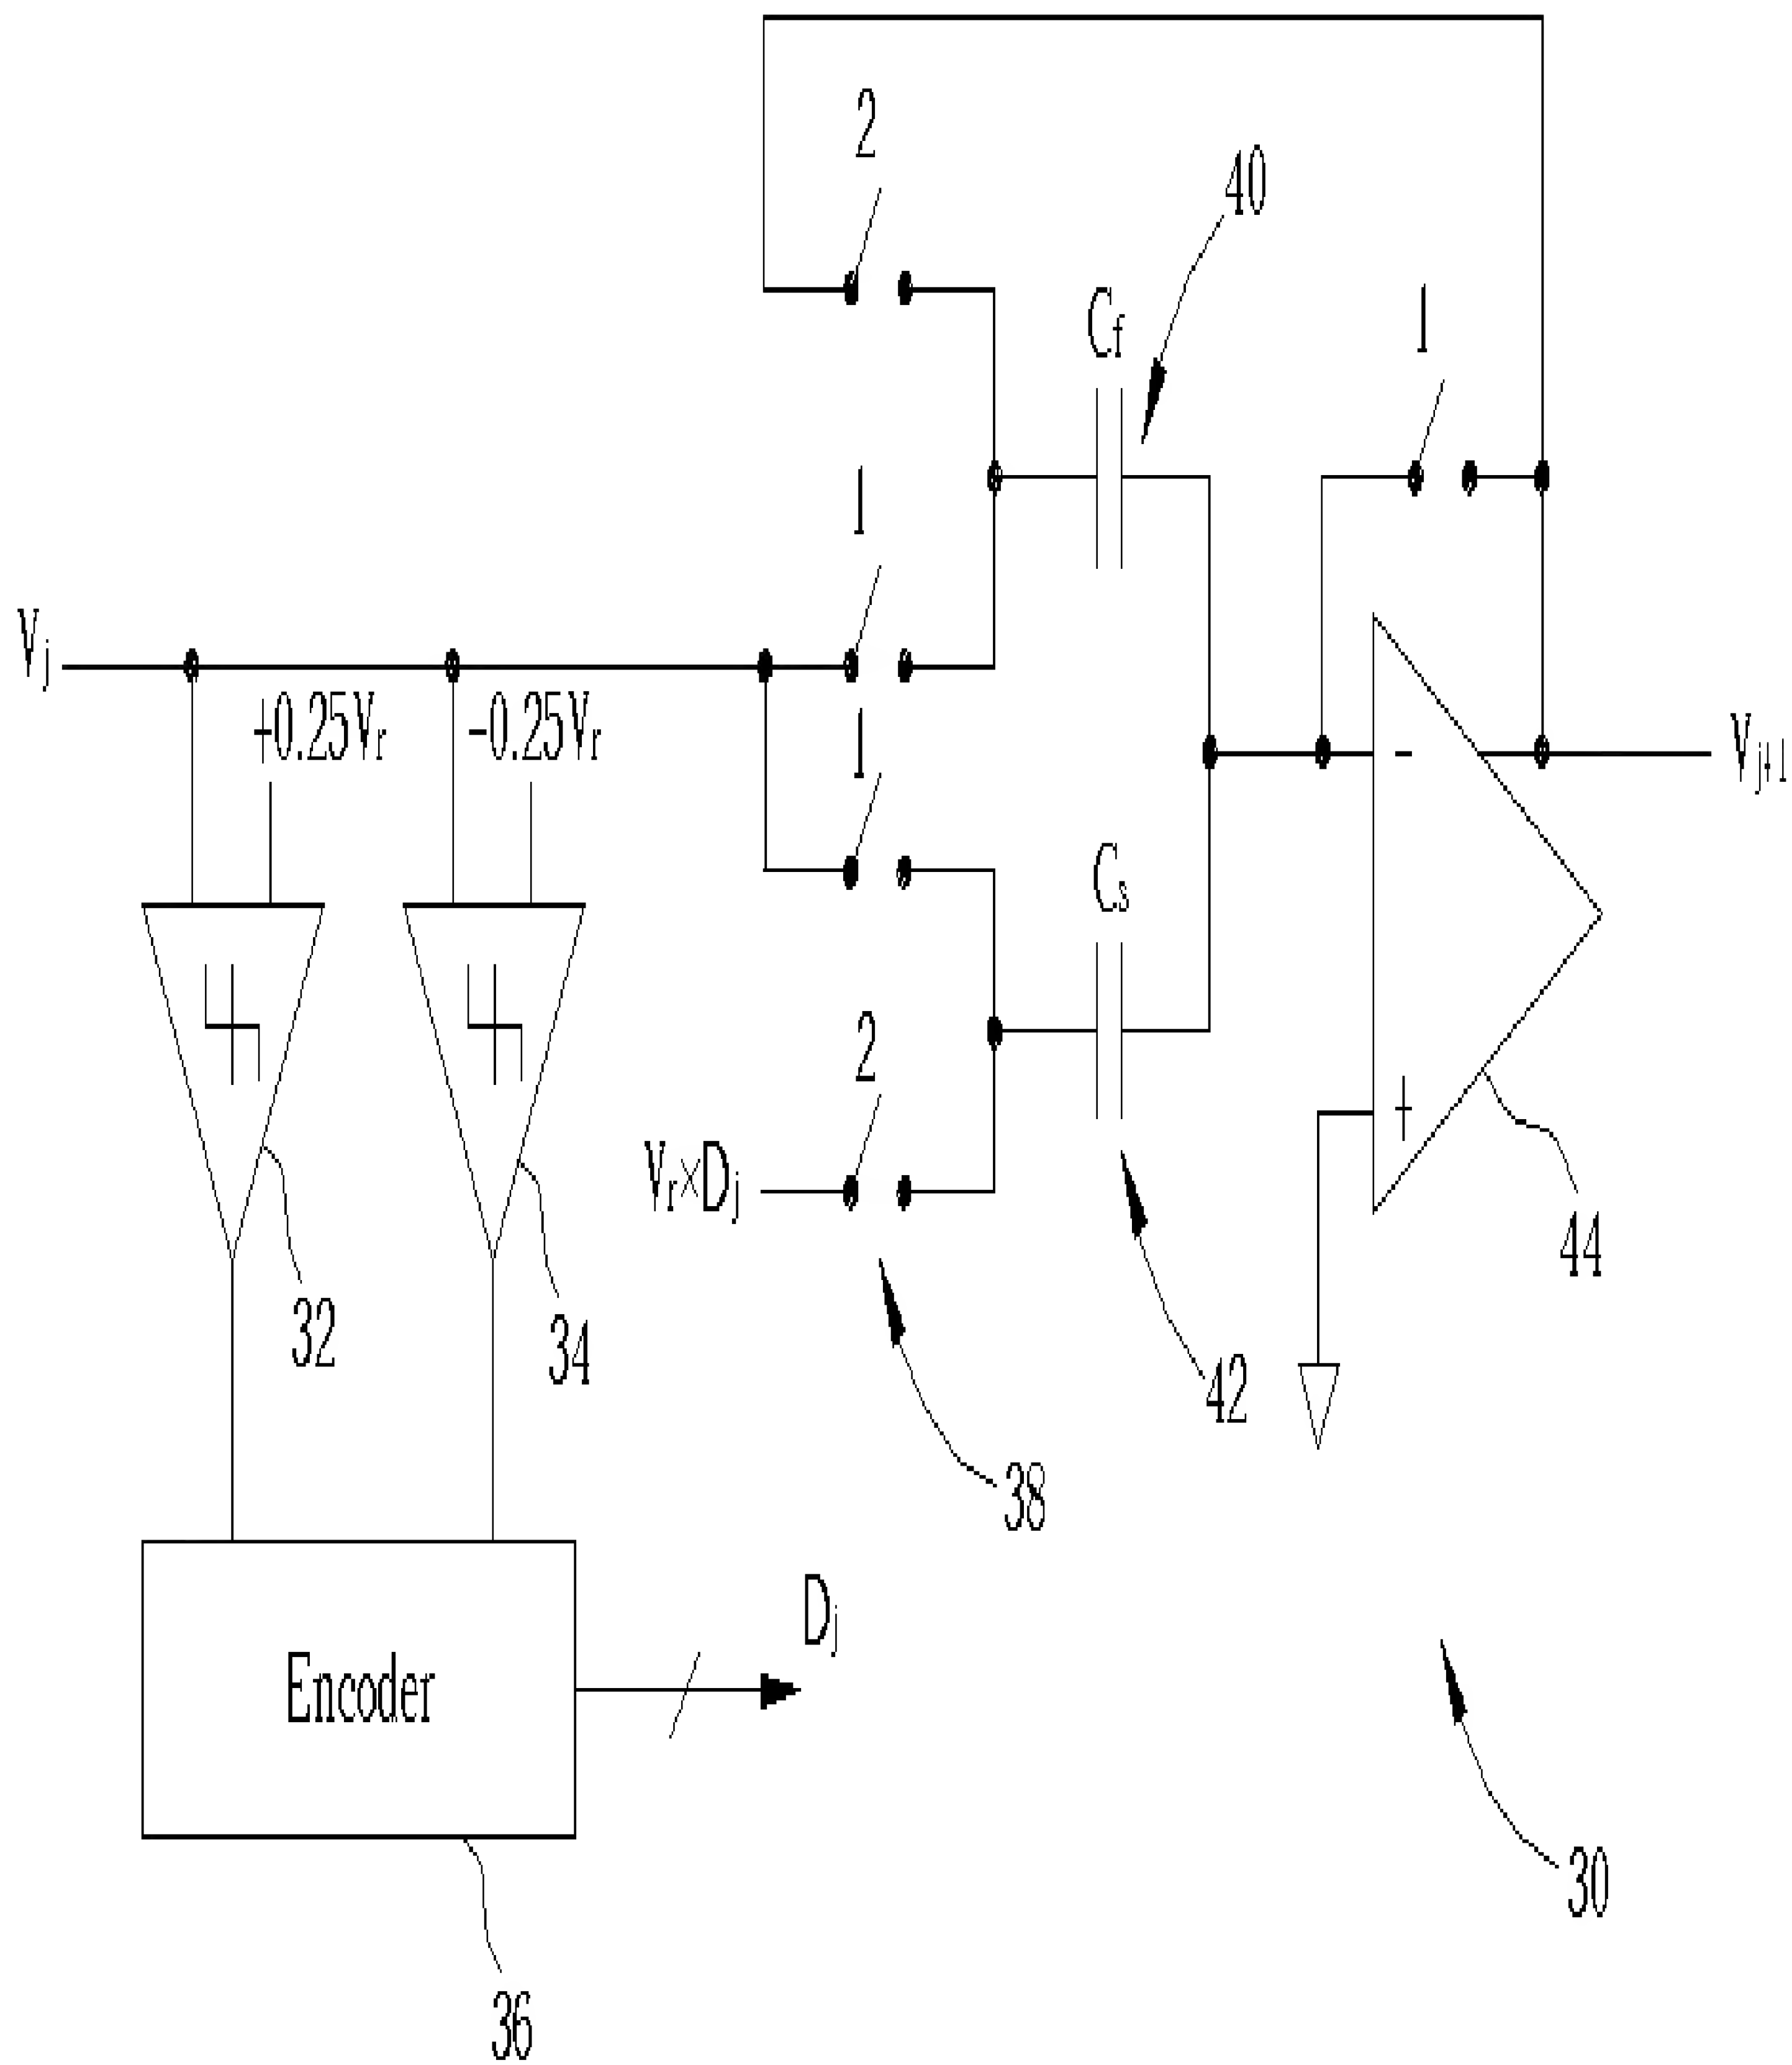 2
40
Cf
1
1
Vj
+0.25Vr
-0.25Vr
1
Vj+1
-
Cs
2
Vr×Dj
+
44
32
34
42
38
Dj
Encoder
30
36